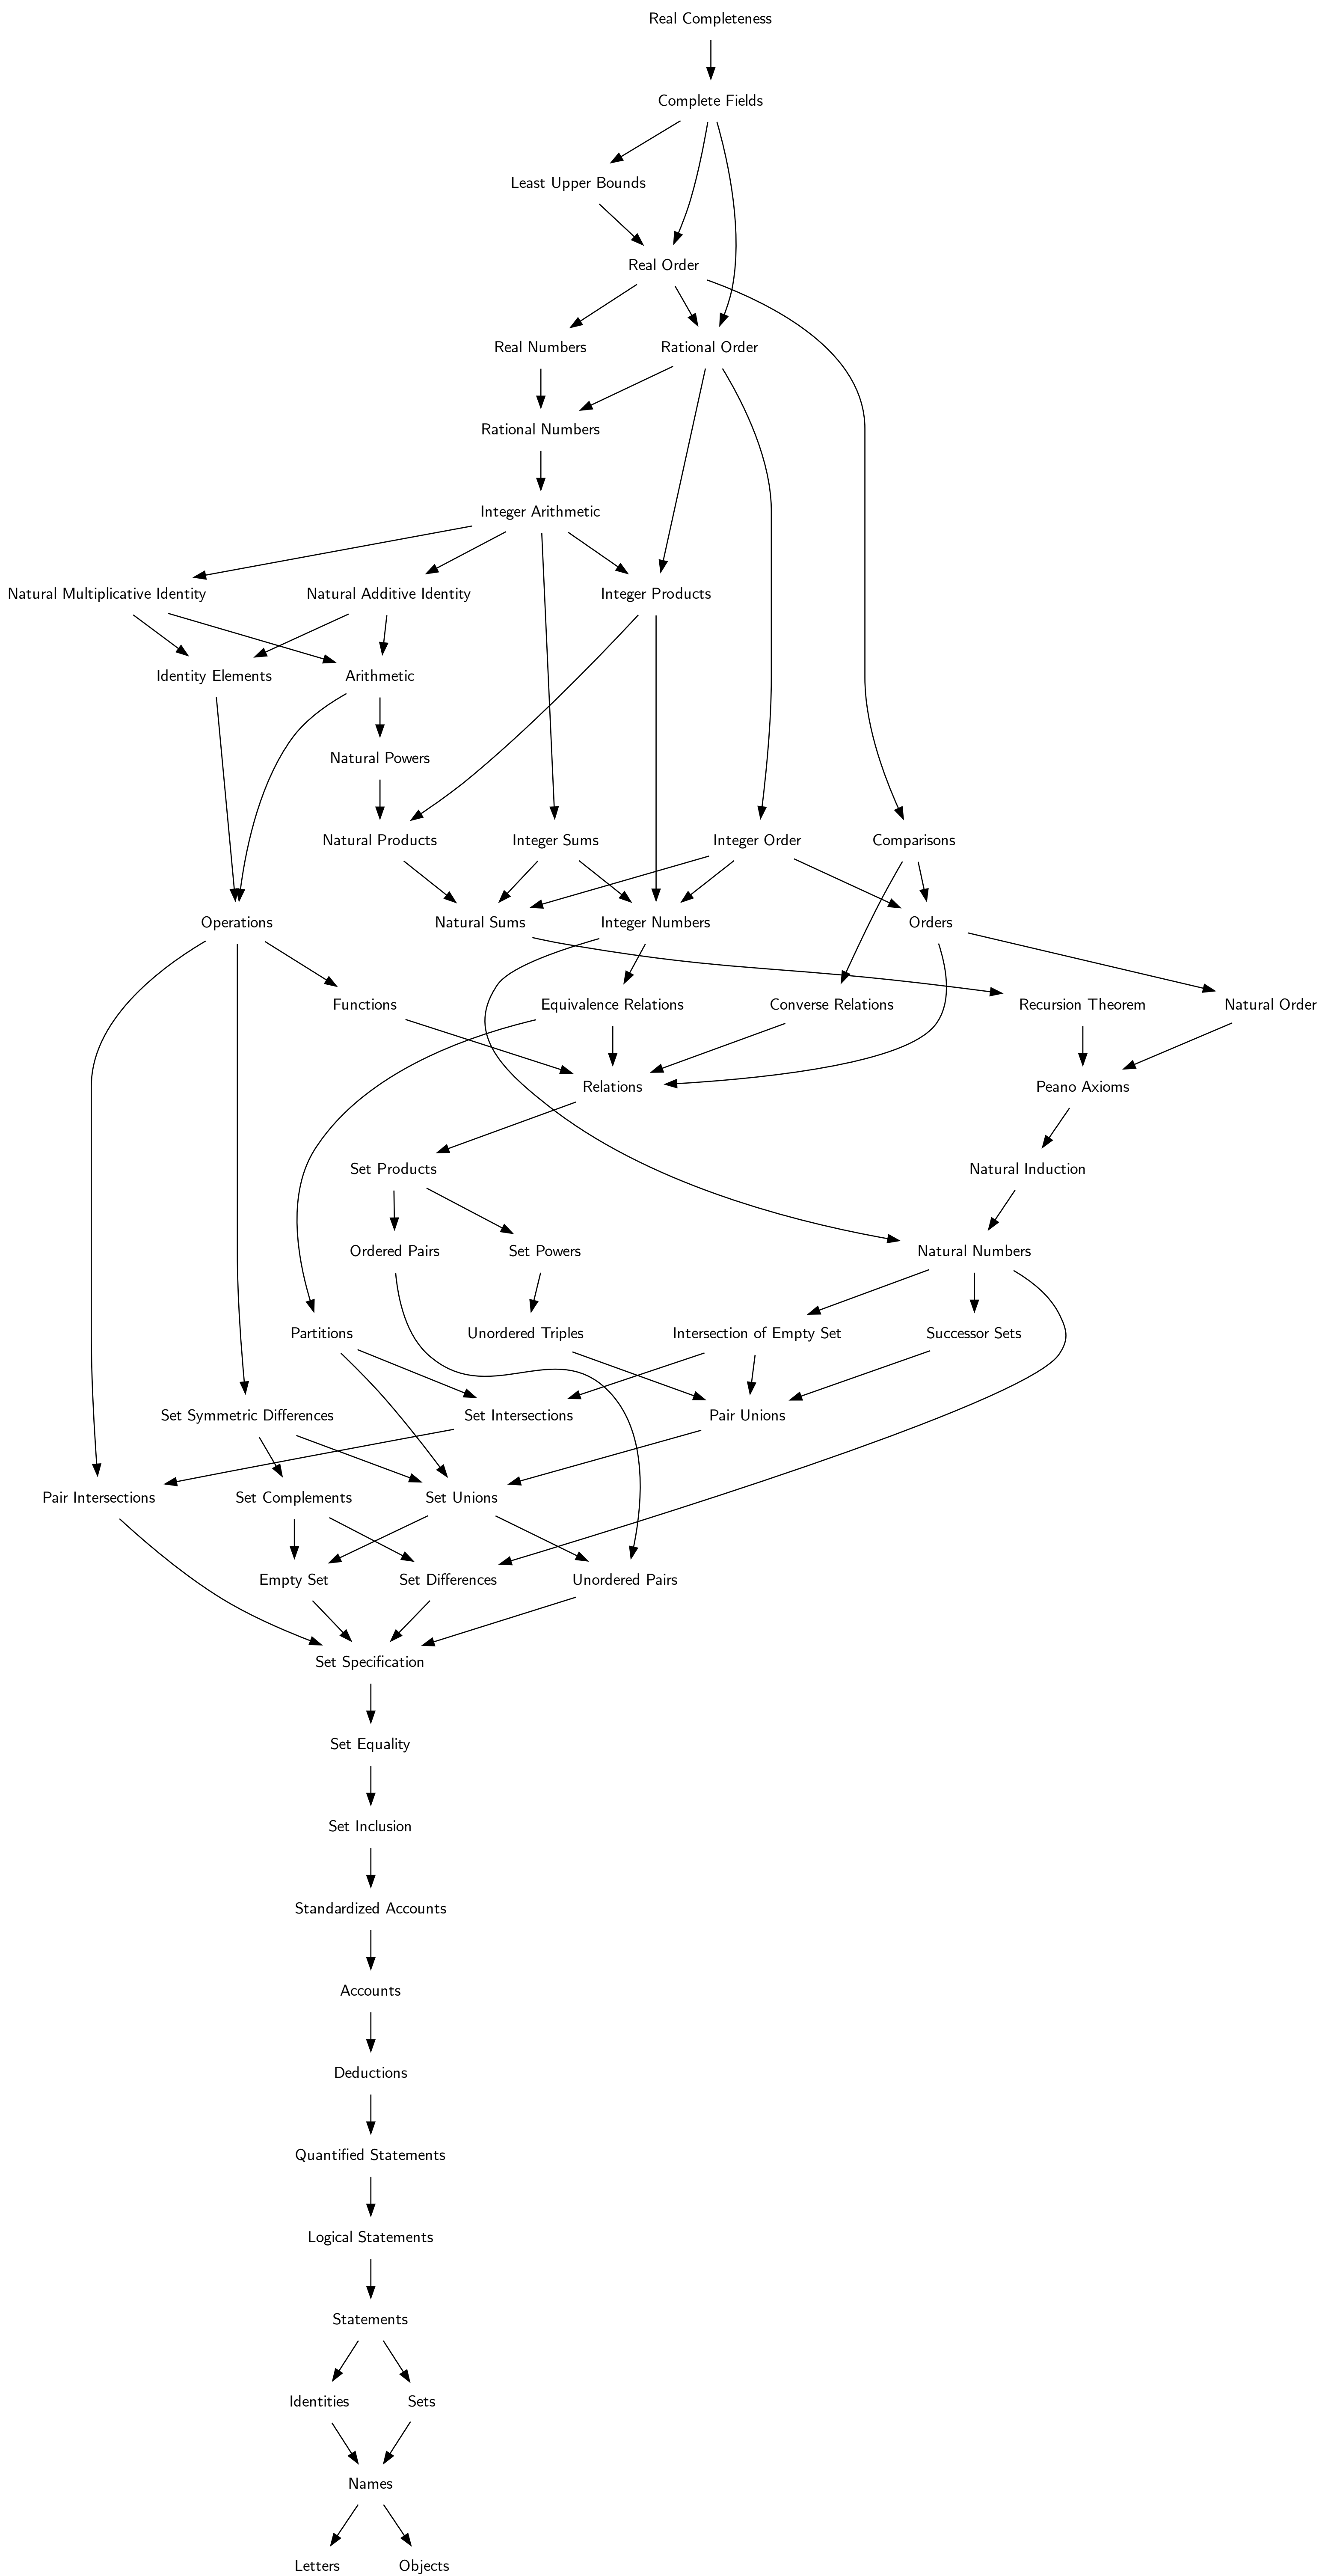 Real Completeness
Complete Fields
Least Upper Bounds
Real Order
Real Numbers
Rational Order
Rational Numbers
Integer Arithmetic
Natural Multiplicative Identity
Natural Additive Identity
Integer Products
Identity Elements
Arithmetic
Natural Powers
Natural Products
Integer Sums
Integer Order
Comparisons
Operations
Natural Sums
Integer Numbers
Orders
Functions
Equivalence Relations
Converse Relations
Recursion Theorem
Natural Order
Relations
Peano Axioms
Set Products
Natural Induction
Ordered Pairs
Set Powers
Natural Numbers
Partitions
Unordered Triples
Intersection of Empty Set
Successor Sets
Set Symmetric Differences
Set Intersections
Pair Unions
Pair Intersections
Set Complements
Set Unions
Empty Set
Set Differences
Unordered Pairs
Set Specification
Set Equality
Set Inclusion
Standardized Accounts
Accounts
Deductions
Quantified Statements
Logical Statements
Statements
Identities
Sets
Names
Letters
Objects